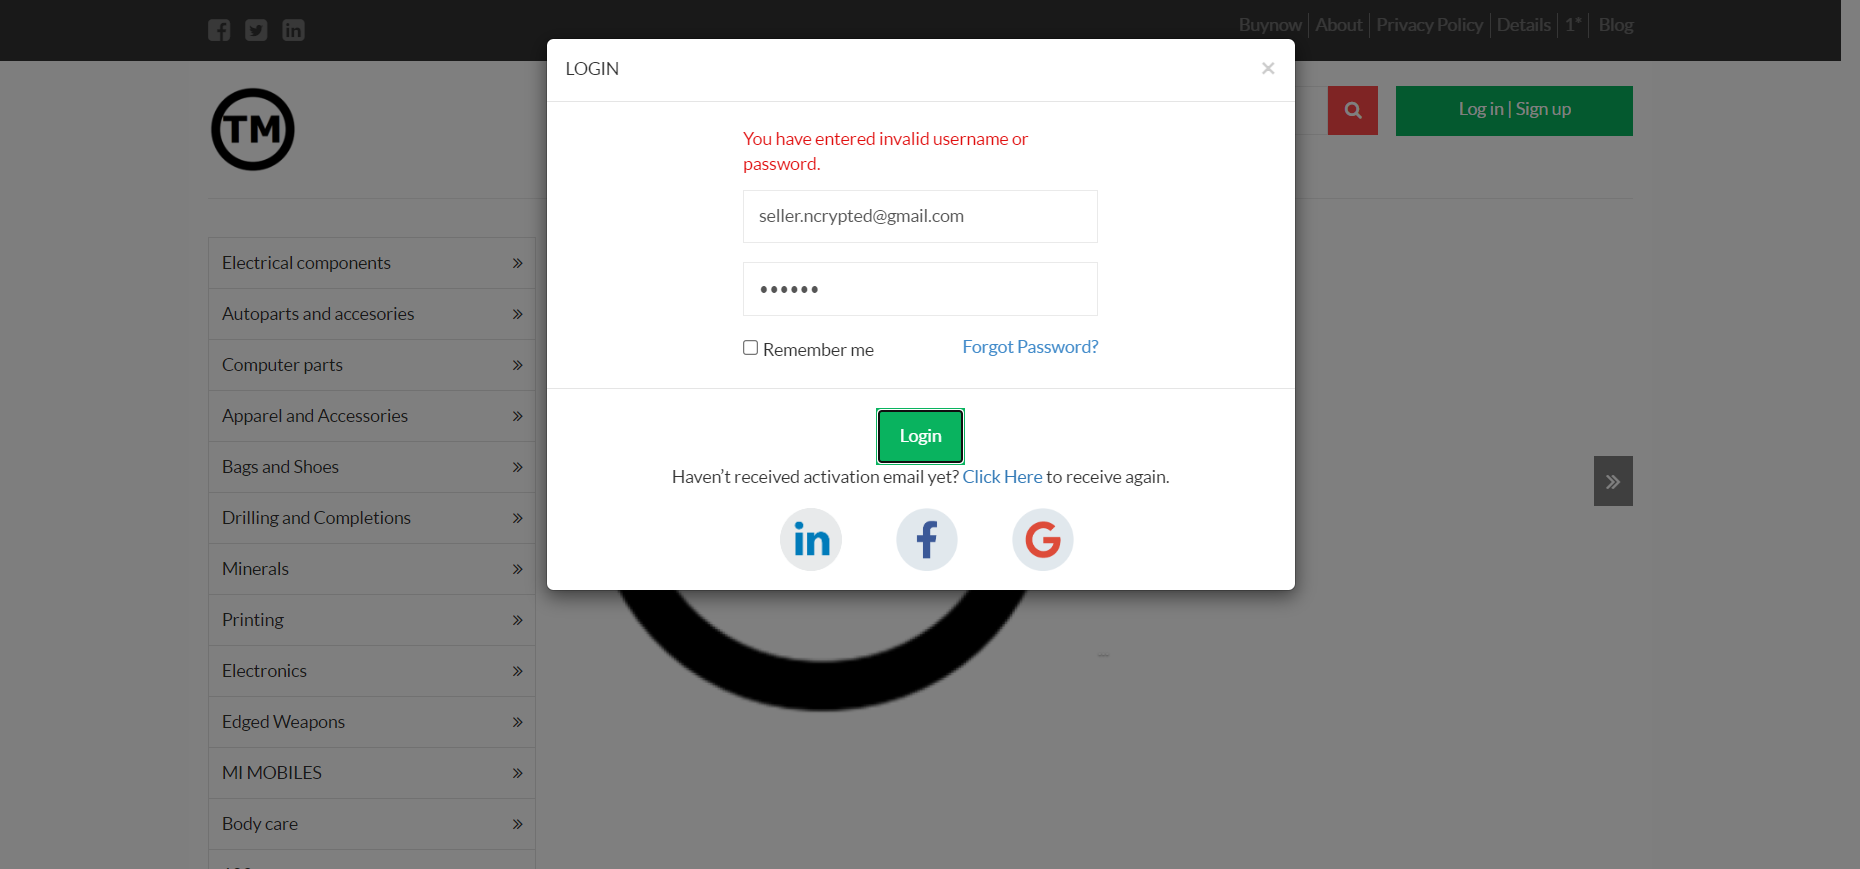 Buynow About Privacy Policy Details 1* Blog
TM
Log in | Sign up
LOGIN ×
You have entered invalid username or
password.
seller.ncrypted@gmail.com
••••••
Remember me Forgot Password?
Login
Haven’t received activation email yet? Click Here to receive again.
in f G
Electrical components »
Autoparts and accesories »
Computer parts »
Apparel and Accessories »
Bags and Shoes »
Drilling and Completions »
Minerals »
Printing »
Electronics »
Edged Weapons »
MI MOBILES »
Body care »